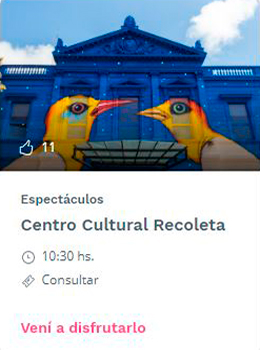 11
Espectáculos
Centro Cultural Recoleta
10:30 hs.
Consultar
Vení a disfrutarlo